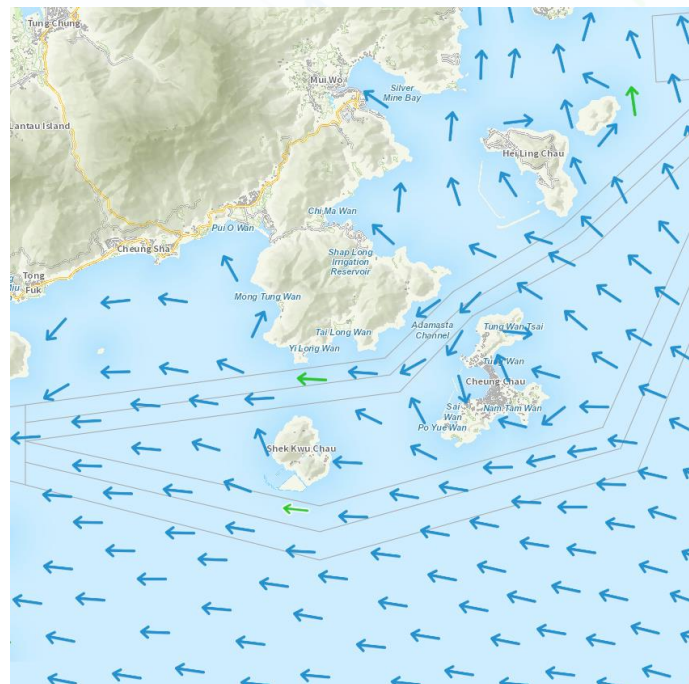 Tung Chung
Mui Wo
Silver
Mine Bay
Lantau Island
Hei Ling Chau
Chi Ma Wan
Pui O Wan
Cheung Sha
Shap Long
Irrigation
Reservoir
Tong
Fuk
Mong Tung Wan
Tai Long Wan
Adamasta
Channel
Tung Wan Tsai
Yi Long Wan
Tung Wan
Cheung Chau
Sai
Wan
Nam Tam Wan
Po Yue Wan
Shek Kwu Chau